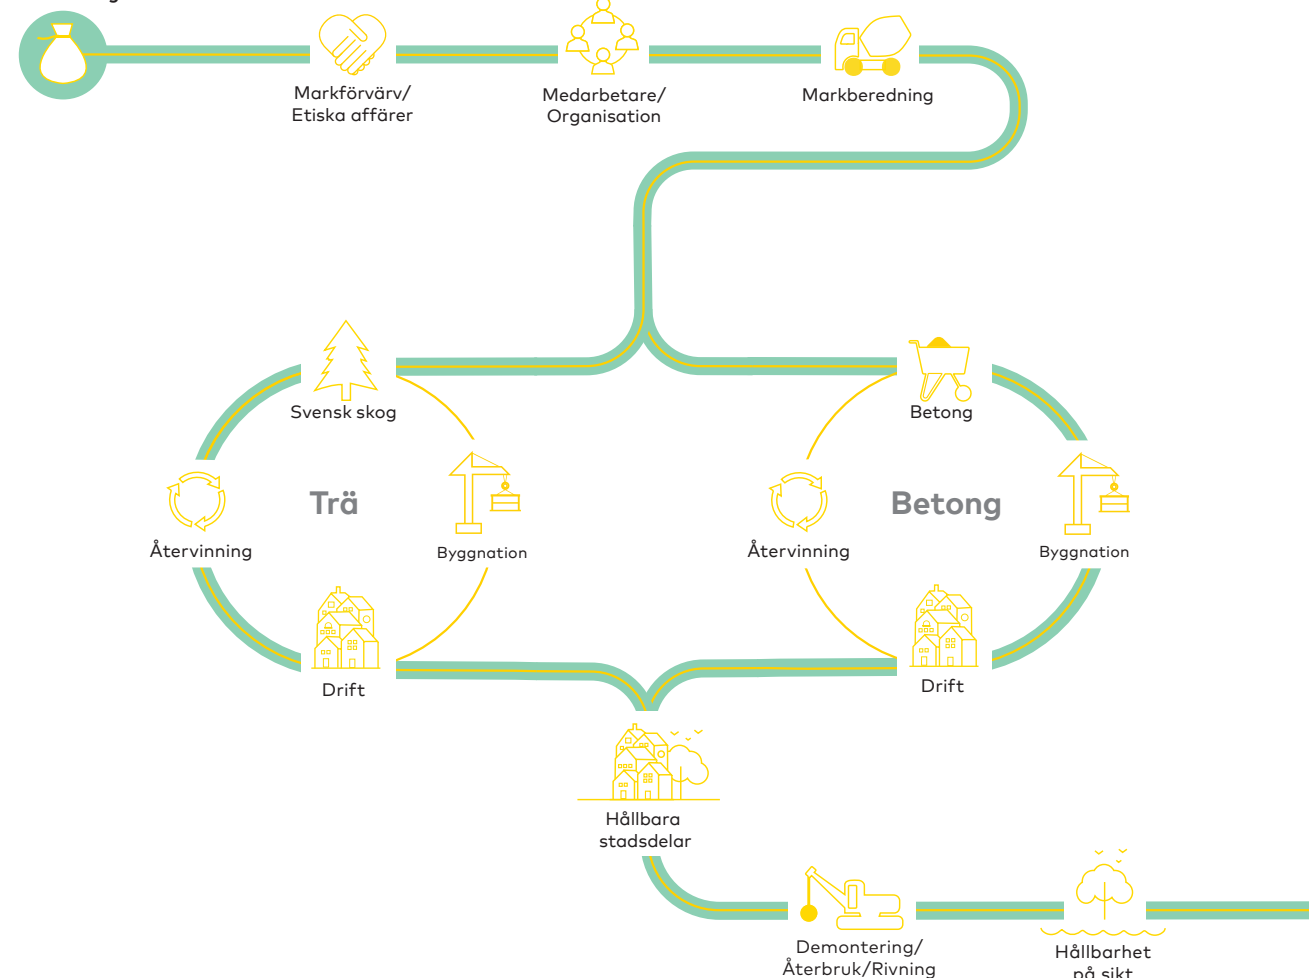 Markförvärv/
Etiska affärer
Medarbetare/
Organisation
Markberedning
Svensk skog
Betong
Trä
Betong
Återvinning
Byggnation
Återvinning
Byggnation
Drift
Drift
Hållbara
stadsdelar
Demontering/
Återbruk/Rivning
Hållbarhet
på sikt